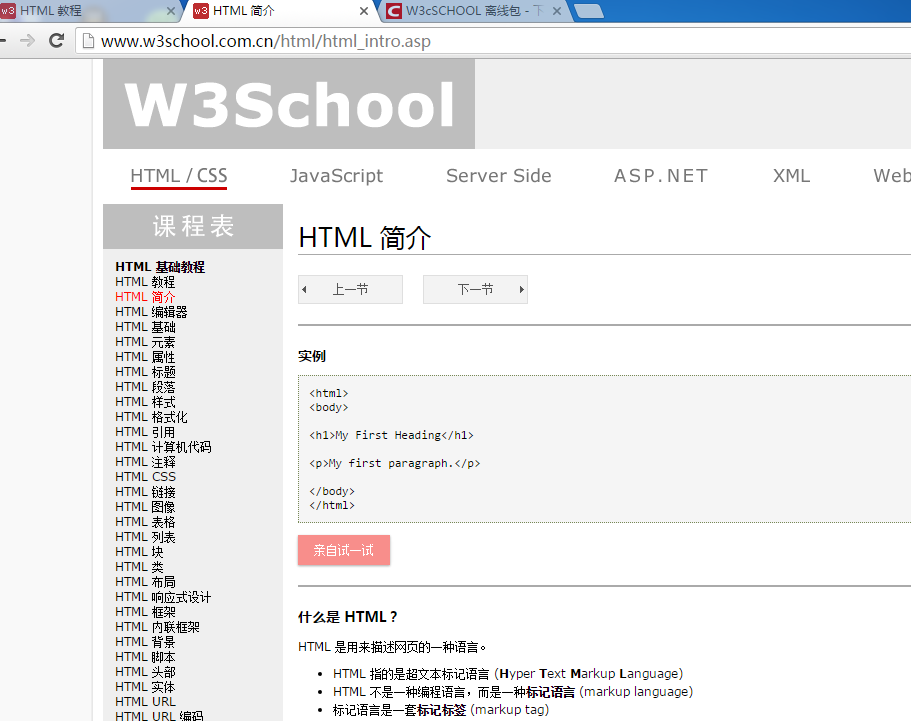 HTML 教程
HTML 简介
W3cSCHOOL 离线包 - 下
www.w3school.com.cn/html/html_intro.asp
W3School
HTML / CSS JavaScript Server Side ASP.NET XML Web
课程表
HTML 基础教程
HTML 教程
HTML 简介
HTML 编辑器
HTML 基础
HTML 元素
HTML 属性
HTML 标题
HTML 段落
HTML 样式
HTML 格式化
HTML 引用
HTML 计算机代码
HTML 注释
HTML CSS
HTML 链接
HTML 图像
HTML 表格
HTML 列表
HTML 块
HTML 类
HTML 布局
HTML 响应式设计
HTML 框架
HTML 内联框架
HTML 背景
HTML 脚本
HTML 头部
HTML 实体
HTML URL
HTML URL 编码
HTML 简介
上一节
下一节
实例
<html>
<body>
<h1>My First Heading</h1>
<p>My first paragraph.</p>
</body>
</html>
亲自试一试
什么是 HTML？
HTML 是用来描述网页的一种语言。
HTML 指的是超文本标记语言 (Hyper Text Markup Language)
HTML 不是一种编程语言，而是一种标记语言 (markup language)
标记语言是一套标记标签 (markup tag)